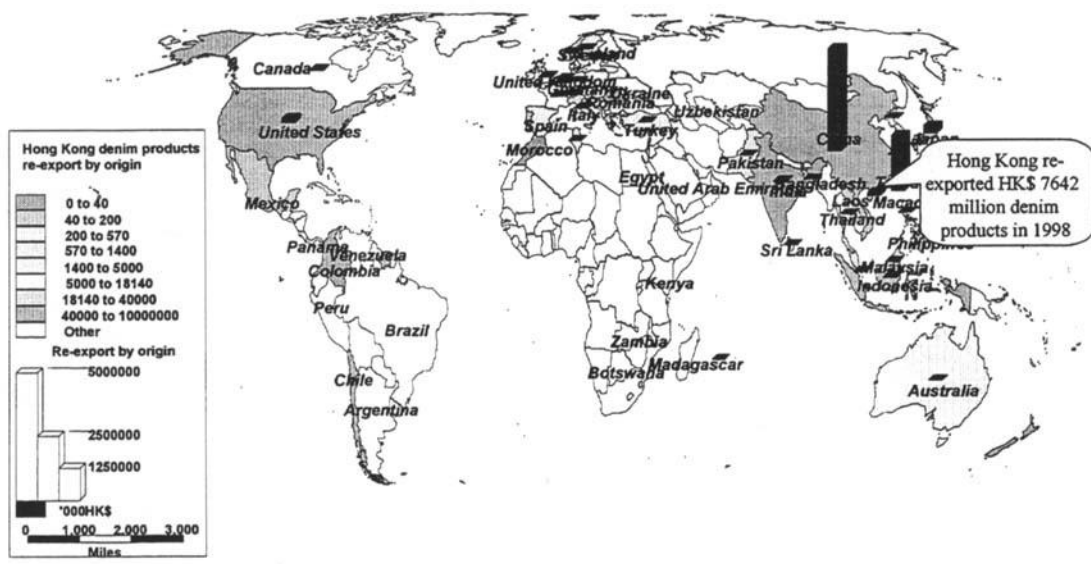 Canada
United States
Mexico
Panama
Venezuela
Colombia
Peru
Brazil
Chile
Argentina
United Kingdom
Ukraine
Romania
Italy
Spain
Turkey
Uzbekistan
Morocco
Egypt
Pakistan
United Arab Emirates
Bangladesh
China
Japan
Laos
Macao
Thailand
Sri Lanka
Philippines
Malaysia
Indonesia
Kenya
Zambia
Botswana
Madagascar
Australia
Hong Kong re-
exported HK$ 7642
million denim
products in 1998
Hong Kong denim products
re-export by origin
0 to 40
40 to 200
200 to 570
570 to 1400
1400 to 5000
5000 to 18140
18140 to 40000
40000 to 10000000
Other
Re-export by origin
5000000
2500000
1250000
'000HK$
0 1,000 2,000 3,000
Miles